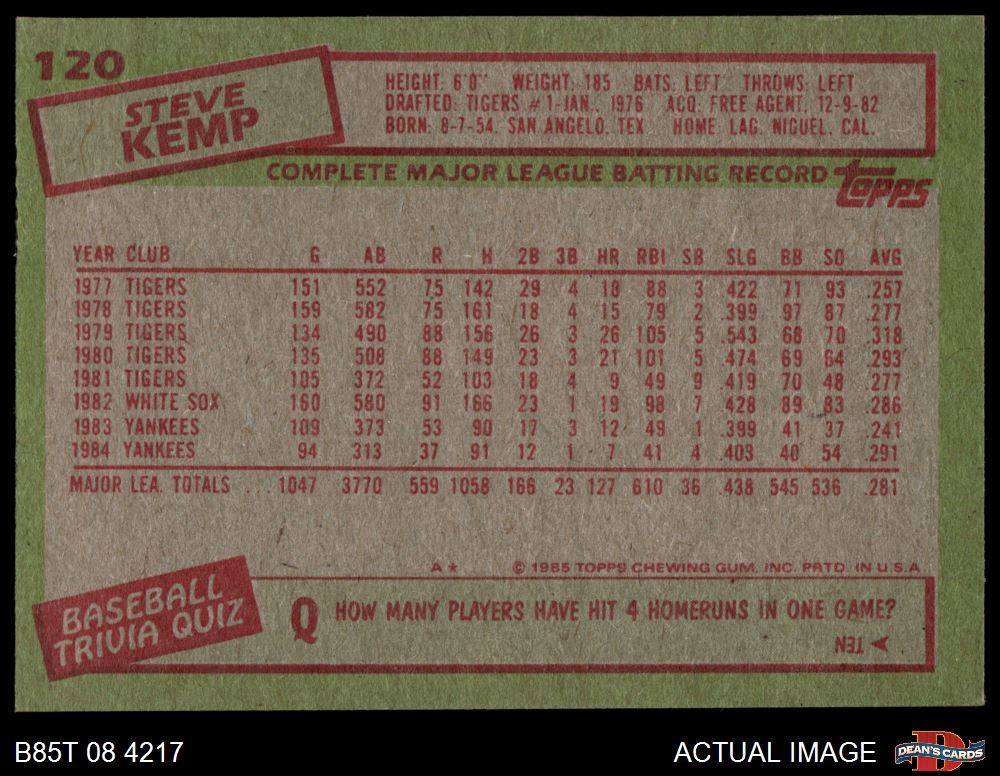 120
STEVE
KEMP
HEIGHT: 6'0" WEIGHT: 185 BATS: LEFT THROWS: LEFT
DRAFTED: TIGERS #1-JAN., 1976 ACQ. FREE AGENT, 12-9-82
BORN: 8-7-54, SAN ANGELO, TEX HOME: LAG. NIGUEL, CAL.
COMPLETE MAJOR LEAGUE BATTING RECORD topps
YEAR CLUB G AB R H 2B 3B HR RBI SB SLG BB SO AVG
1977 TIGERS 151 552 75 142 29 4 18 88 3 .422 71 93 .257
1978 TIGERS 159 582 75 161 18 4 15 79 2 .399 97 87 .277
1979 TIGERS 134 490 88 156 26 3 26 105 5 .543 68 70 .318
1980 TIGERS 135 508 88 149 23 3 21 101 5 .474 69 64 .293
1981 TIGERS 105 372 52 103 18 4 9 49 9 .419 70 48 .277
1982 WHITE SOX 160 580 91 166 23 1 19 98 7 .428 89 83 .286
1983 YANKEES 109 373 53 90 17 3 12 49 1 .399 41 37 .241
1984 YANKEES 94 313 37 91 12 1 7 41 4 .403 40 54 .291
MAJOR LEA. TOTALS ... 1047 3770 559 1058 166 23 127 610 36 .438 545 536 .281
A* © 1985 TOPPS CHEWING GUM, INC. PRTD. IN U.S.A.
BASEBALL
TRIVIA QUIZ
Q HOW MANY PLAYERS HAVE HIT 4 HOMERUNS IN ONE GAME?
TEN
B85T 08 4217
ACTUAL IMAGE
DEAN'S CARDS